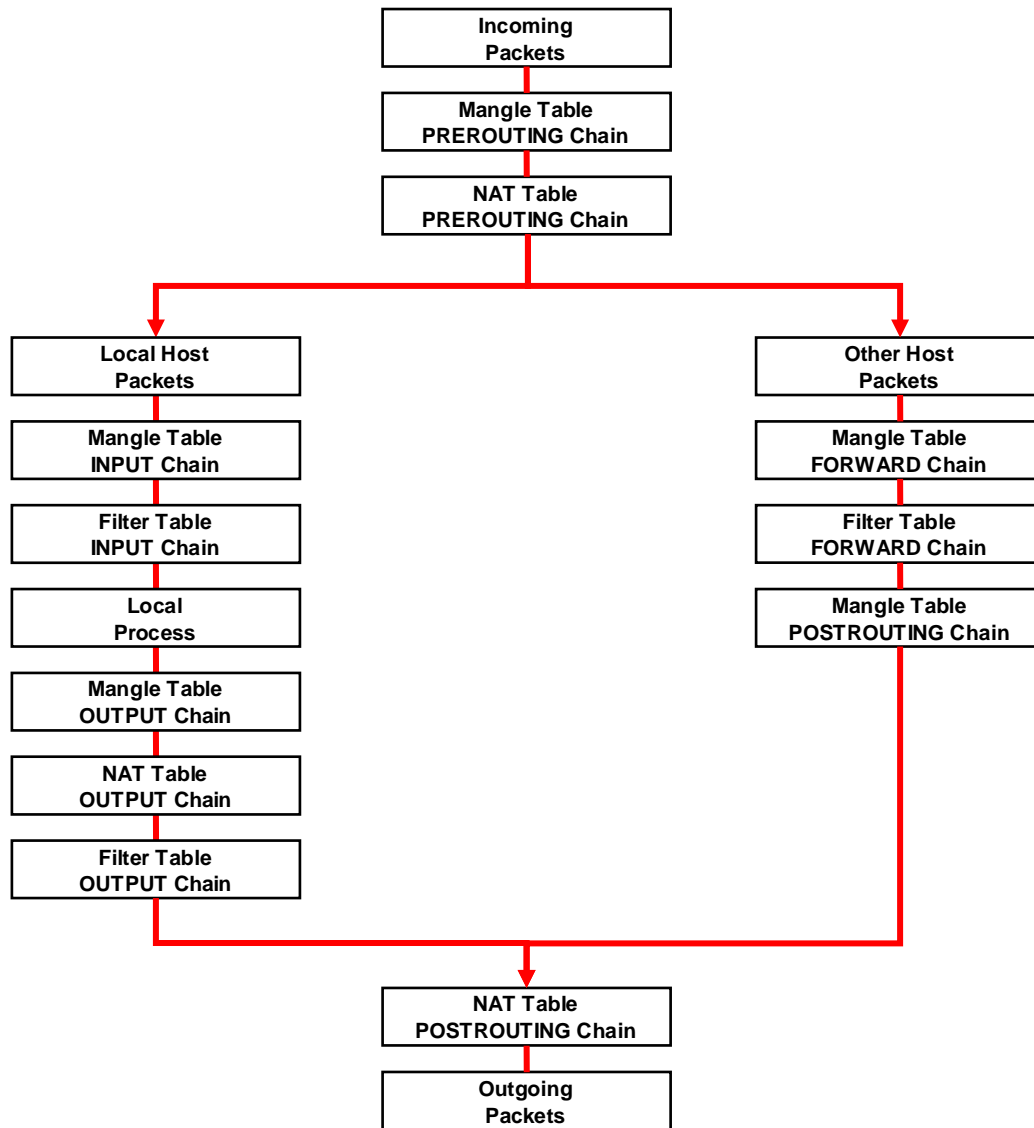 Incoming
Packets
Mangle Table
PREROUTING Chain
NAT Table
PREROUTING Chain
Local Host
Packets
Mangle Table
INPUT Chain
Filter Table
INPUT Chain
Local
Process
Mangle Table
OUTPUT Chain
NAT Table
OUTPUT Chain
Filter Table
OUTPUT Chain
Other Host
Packets
Mangle Table
FORWARD Chain
Filter Table
FORWARD Chain
Mangle Table
POSTROUTING Chain
NAT Table
POSTROUTING Chain
Outgoing
Packets